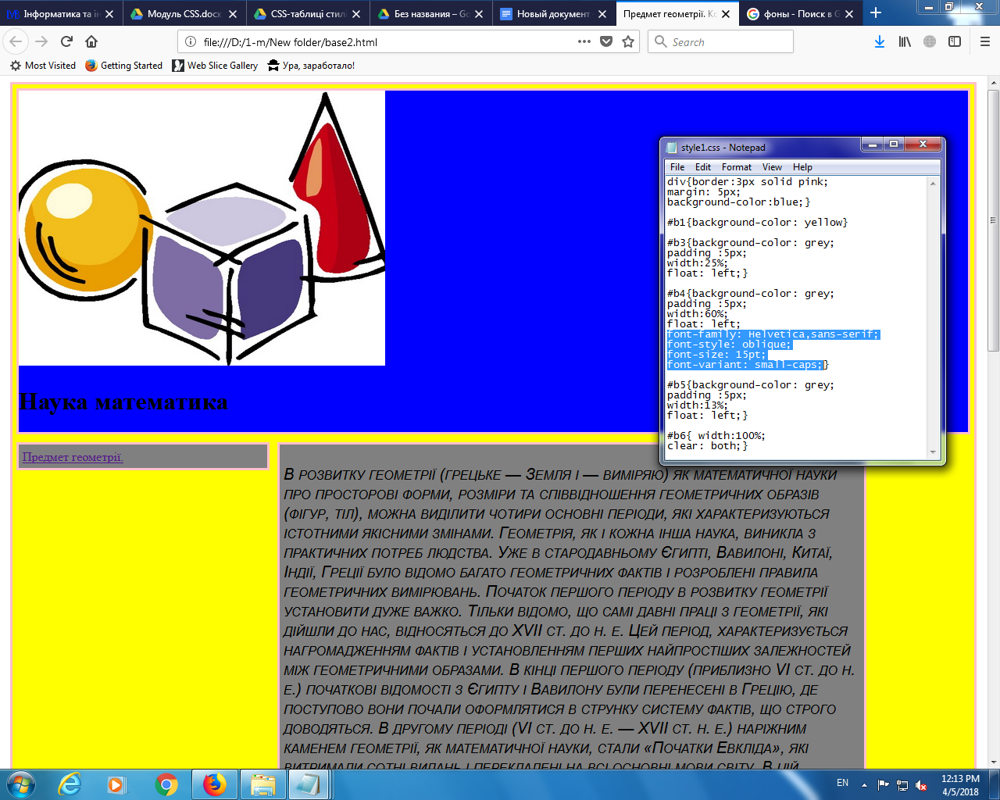 Інформатика та ін
Модуль CSS.docx
CSS-таблиці стилі
Без названия – Go
Новый документ
Предмет геометрії. Ко
фоны - Поиск в G
file:///D:/1-m/New folder/base2.html
Search
Most Visited
Getting Started
Web Slice Gallery
Ура, заработало!
Наука математика
Предмет геометрії.
В розвитку геометрії (грецьке — Земля і — виміряю) як математичної науки
про просторові форми, розміри та співвідношення геометричних образів
(фігур, тіл), можна виділити чотири основні періоди, які характеризуються
істотними якісними змінами. Геометрія, як і кожна інша наука, виникла з
практичних потреб людства. Уже в стародавньому Єгипті, Вавилоні, Китаї,
Індії, Греції було відомо багато геометричних фактів і розроблені правила
геометричних вимірювань. Початок першого періоду в розвитку геометрії
установити дуже важко. Тільки відомо, що самі давні праці з геометрії, які
дійшли до нас, відносяться до XVII ст. до н. е. Цей період, характеризується
нагромадженням фактів і установленням перших найпростіших залежностей
між геометричними образами. В кінці першого періоду (приблизно VI ст. до н.
е.) початкові відомості з Єгипту і Вавилону були перенесені в Грецію, де
поступово вони почали оформлятися в струнку систему фактів, що строго
доводяться. В другому періоді (VI ст. до н. е. — XVII ст. н. е.) наріжним
каменем геометрії, як математичної науки, стали «Початки Евкліда», які
витримали сотні видань і перекладені на всі основні мови світу. В цій
style1.css - Notepad
File Edit Format View Help
div{border:3px solid pink;
margin: 5px;
background-color:blue;}
#b1{background-color: yellow}
#b3{background-color: grey;
padding :5px;
width:25%;
float: left;}
#b4{background-color: grey;
padding :5px;
width:60%;
float: left;
font-family: Helvetica,sans-serif;
font-style: oblique;
font-size: 15pt;
font-variant: small-caps;}
#b5{background-color: grey;
padding :5px;
width:13%;
float: left;}
#b6{ width:100%;
clear: both;}
EN
12:13 PM
4/5/2018